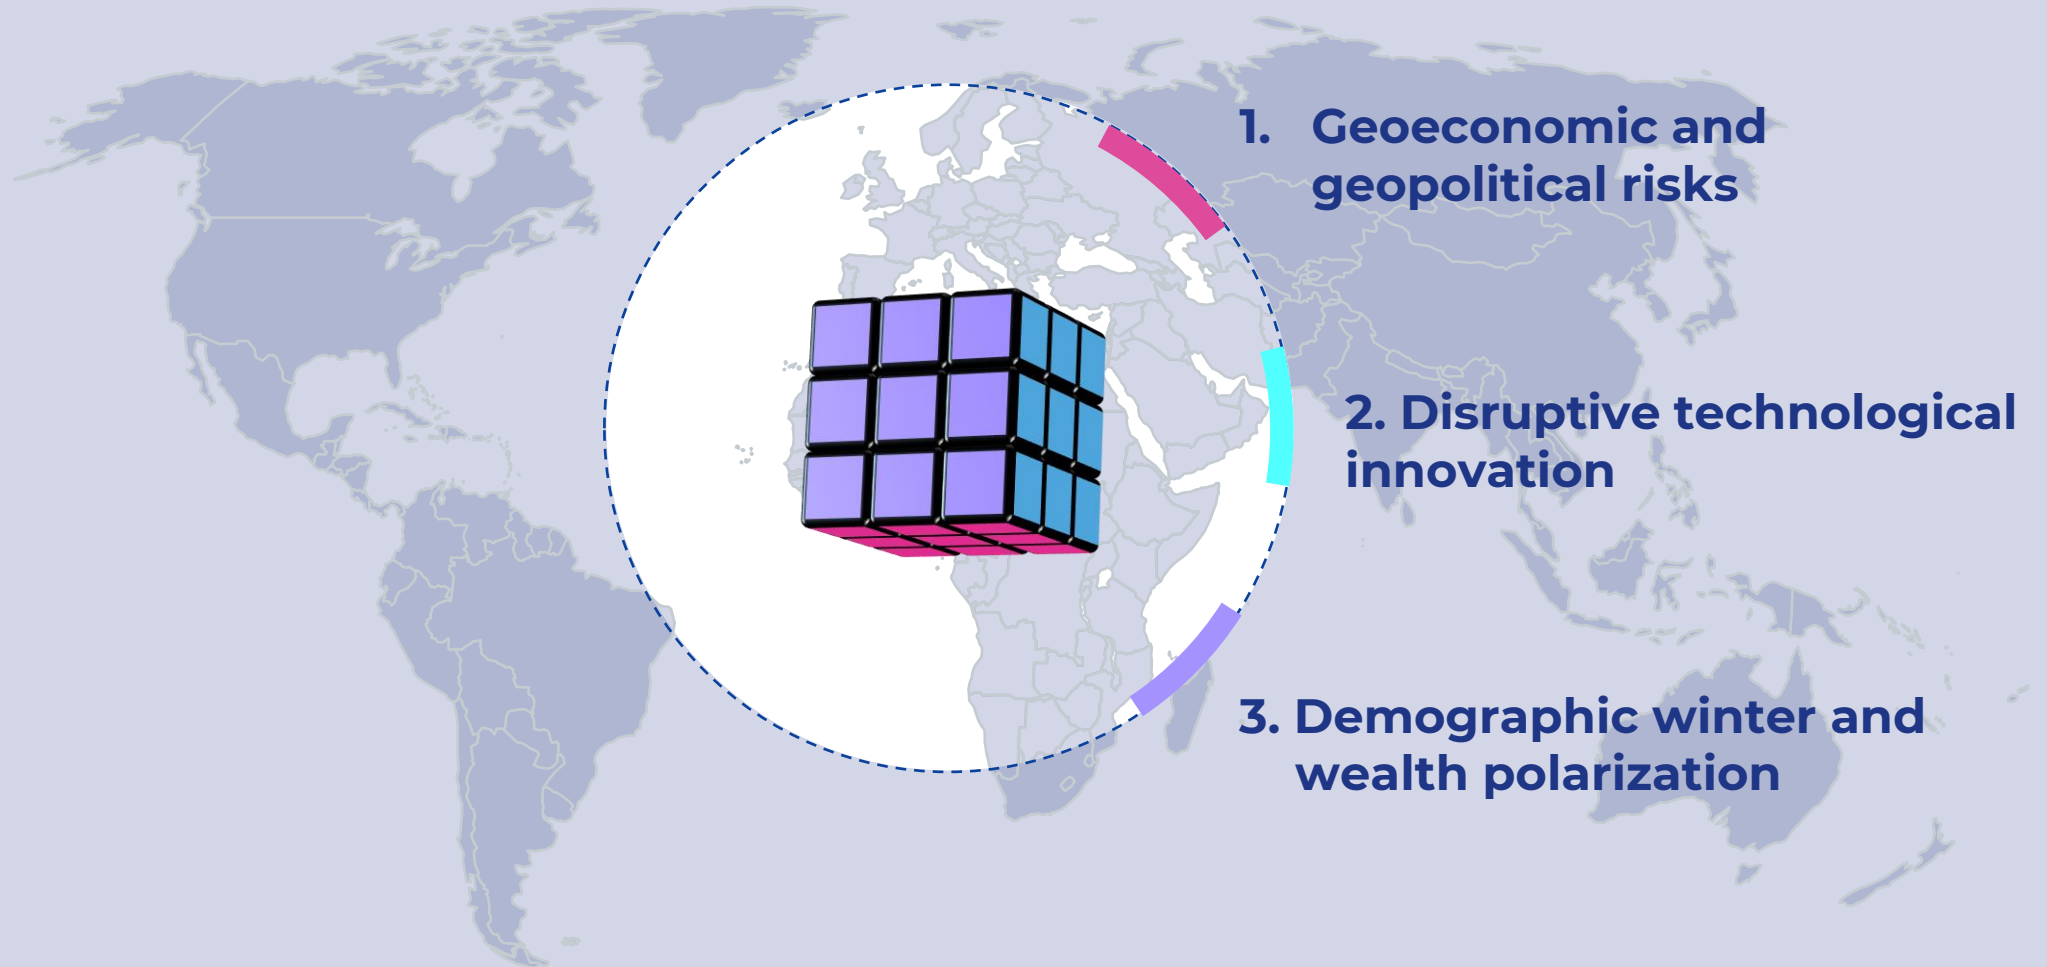 1. Geoeconomic and
geopolitical risks
2. Disruptive technological
innovation
3. Demographic winter and
wealth polarization